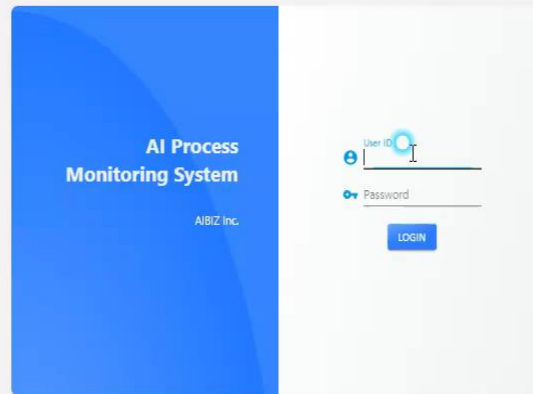 AI Process
Monitoring System
AIBIZ Inc.
User ID
Password
LOGIN